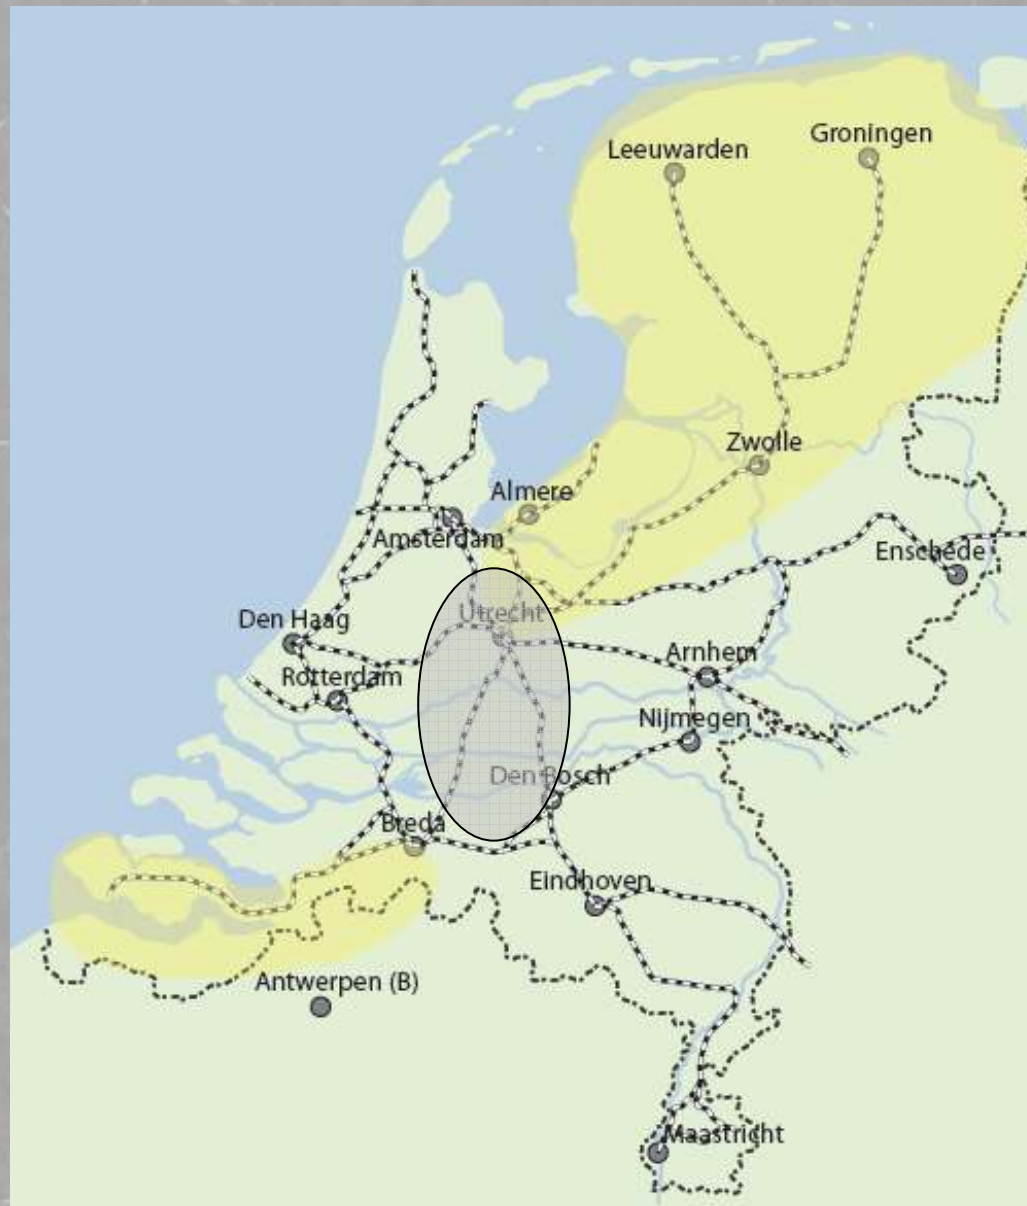 Groningen
Leeuwarden
Zwolle
Almere
Amsterdam
Enschede
Utrecht
Den Haag
Arnhem
Rotterdam
Nijmegen
Den Bosch
Breda
Eindhoven
Antwerpen (B)
Maastricht